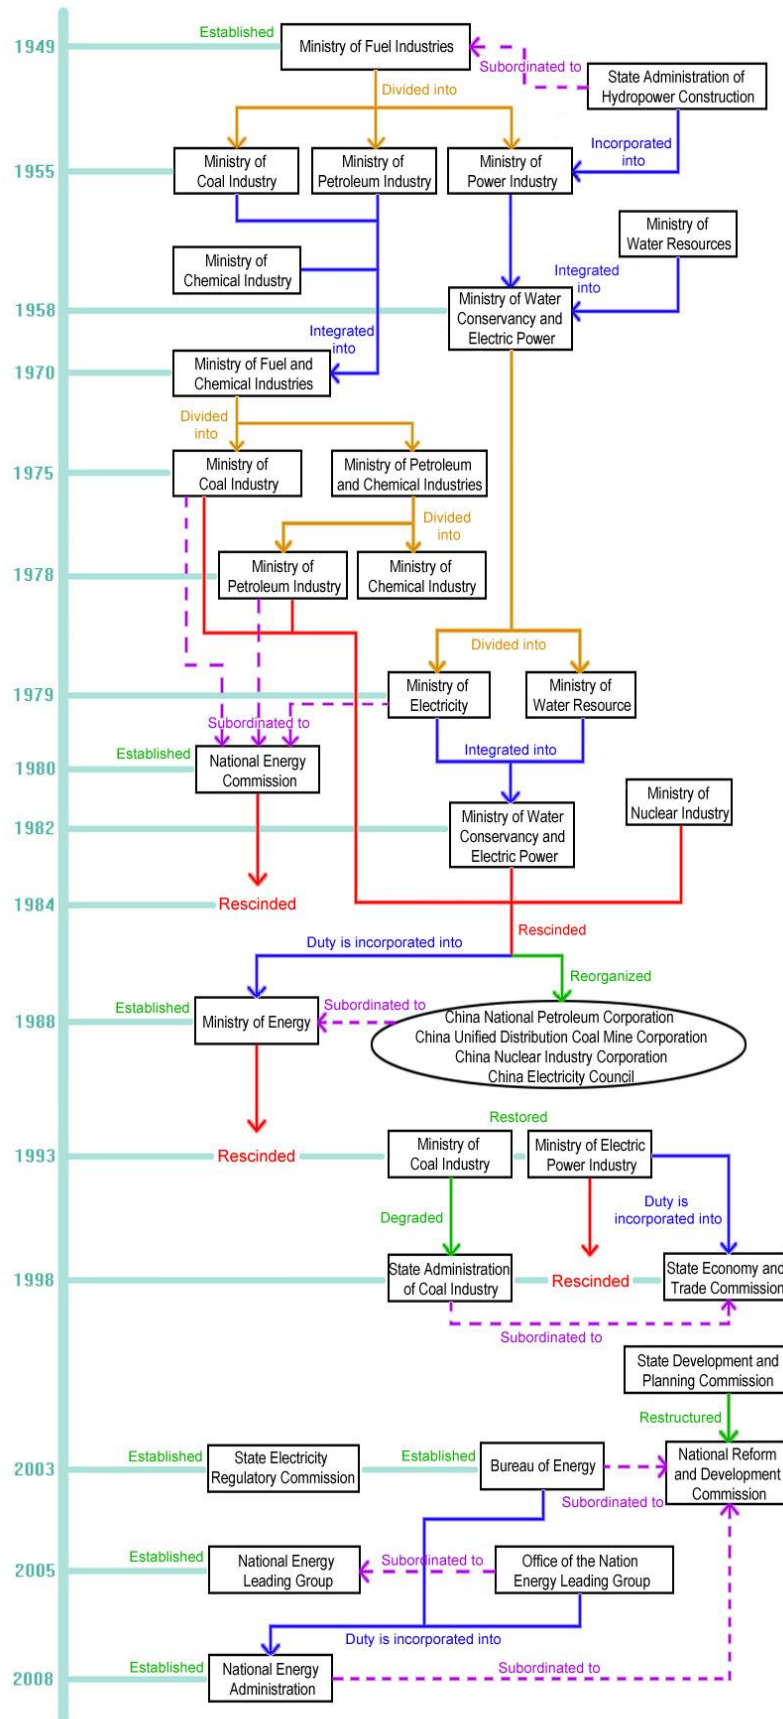 1949
Established
Ministry of Fuel Industries
Subordinated to
State Administration of
Hydropower Construction
Divided into
Incorporated
into
1955
Ministry of
Coal Industry
Ministry of
Petroleum Industry
Ministry of
Power Industry
Ministry of
Water Resources
Ministry of
Chemical Industry
Integrated
into
1958
Ministry of Water
Conservancy and
Electric Power
Integrated
into
1970
Ministry of Fuel and
Chemical Industries
Divided
into
1975
Ministry of
Coal Industry
Ministry of Petroleum
and Chemical Industries
Divided
into
1978
Ministry of
Petroleum Industry
Ministry of
Chemical Industry
Divided into
1979
Ministry of
Electricity
Ministry of
Water Resource
Subordinated to
Integrated into
1980
Established
National Energy
Commission
Ministry of
Nuclear Industry
1982
Ministry of Water
Conservancy and
Electric Power
1984
Rescinded
Rescinded
Duty is incorporated into
Reorganized
1988
Established
Ministry of Energy
Subordinated to
China National Petroleum Corporation
China Unified Distribution Coal Mine Corporation
China Nuclear Industry Corporation
China Electricity Council
Restored
1993
Rescinded
Ministry of
Coal Industry
Ministry of Electric
Power Industry
Degraded
Duty is
incorporated into
1998
State Administration
of Coal Industry
Rescinded
State Economy and
Trade Commission
Subordinated to
State Development and
Planning Commission
Restructured
2003
Established
State Electricity
Regulatory Commission
Established
Bureau of Energy
National Reform
and Development
Commission
Subordinated to
2005
Established
National Energy
Leading Group
Subordinated to
Office of the Nation
Energy Leading Group
Duty is incorporated into
2008
Established
National Energy
Administration
Subordinated to